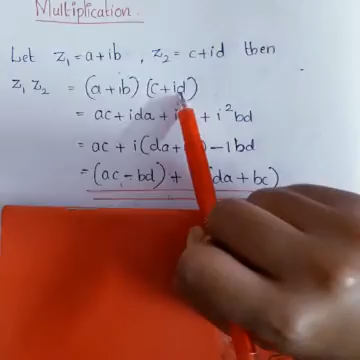 Multiplication
Let z₁ = a + ib , z₂ = c + id then
z₁ z₂ = (a + ib) (c + id)
= ac + ida + i + i²bd
= ac + i(da + ) − 1bd
= (ac − bd) + (da + bc)